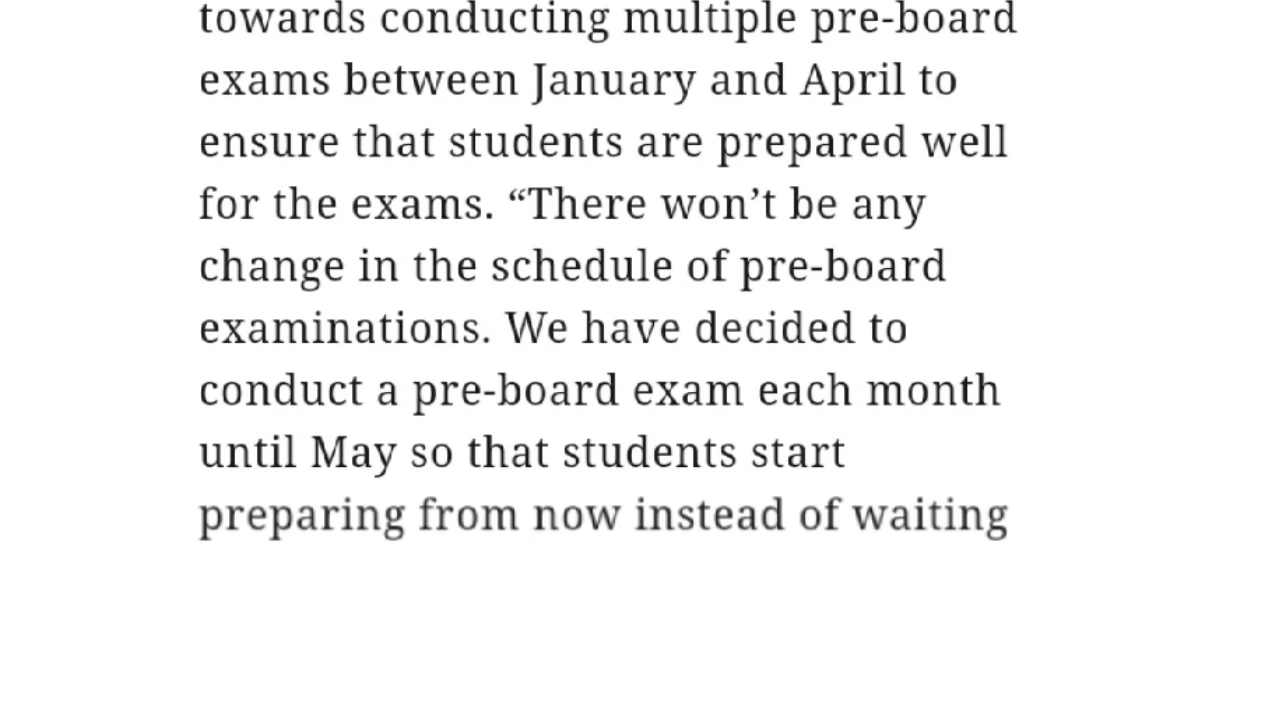 towards conducting multiple pre-board
exams between January and April to
ensure that students are prepared well
for the exams. “There won’t be any
change in the schedule of pre-board
examinations. We have decided to
conduct a pre-board exam each month
until May so that students start
preparing from now instead of waiting